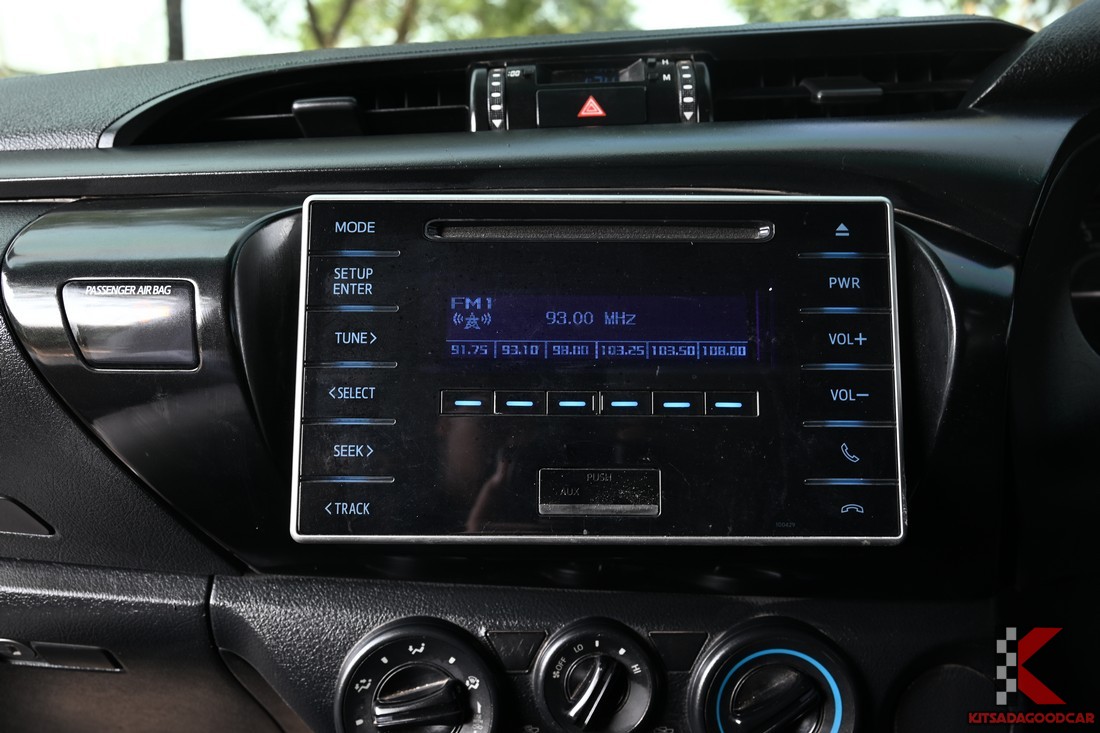 :00
H
M
PASSENGER AIR BAG
MODE
SETUP
ENTER
TUNE>
<SELECT
SEEK>
<TRACK
FM1
93.00 MHz
91.75 93.10 98.00 103.25 103.50 108.00
PUSH
AUX
PWR
VOL+
VOL−
OFF
LO
HI
K
KITSADAGOODCAR